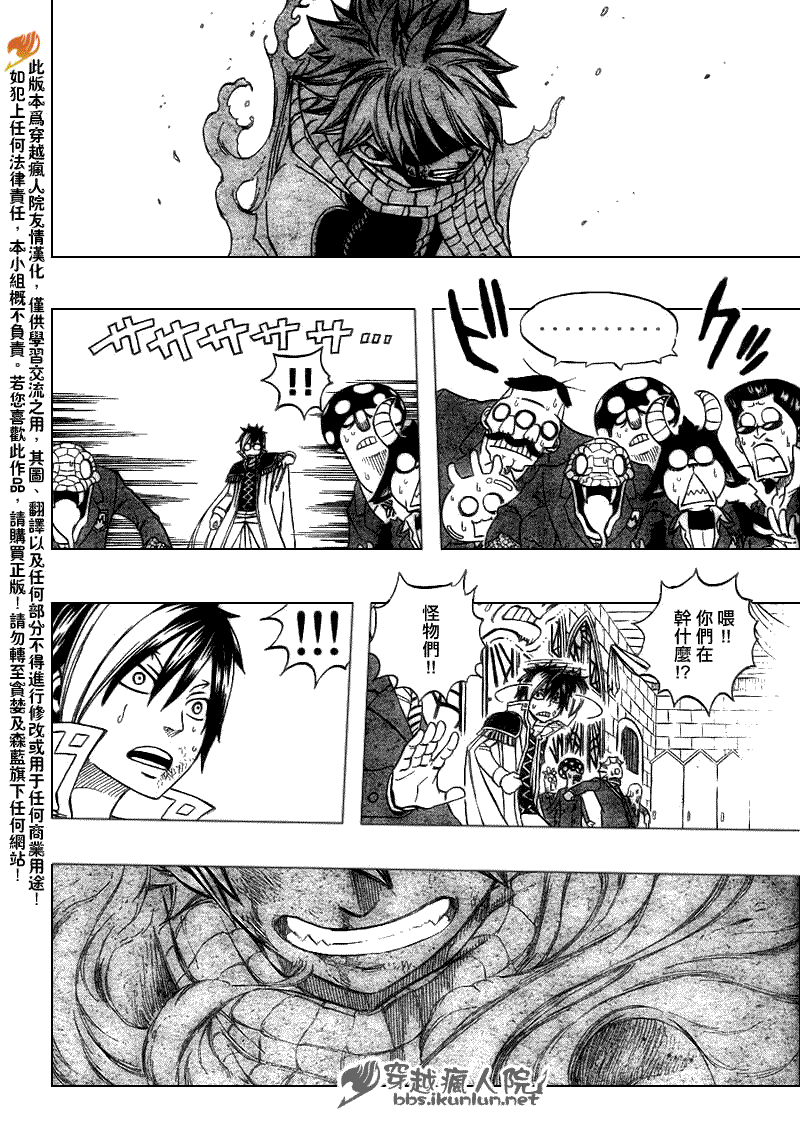 此版本爲穿越瘋人院友情漢化，僅供學習交流之用，其圖、翻譯以及任何部分不得進行修改或用于任何商業用途！
如犯上任何法律責任，本小組概不負責。若您喜歡此作品，請購買正版！請勿轉至貪婪及森藍旗下任何網站！
………
ビクッ
ササササササ…
!!
喂!!
你們在
幹什麼!?
怪物們!!
!!!
穿越瘋人院
bbs.ikunlun.net